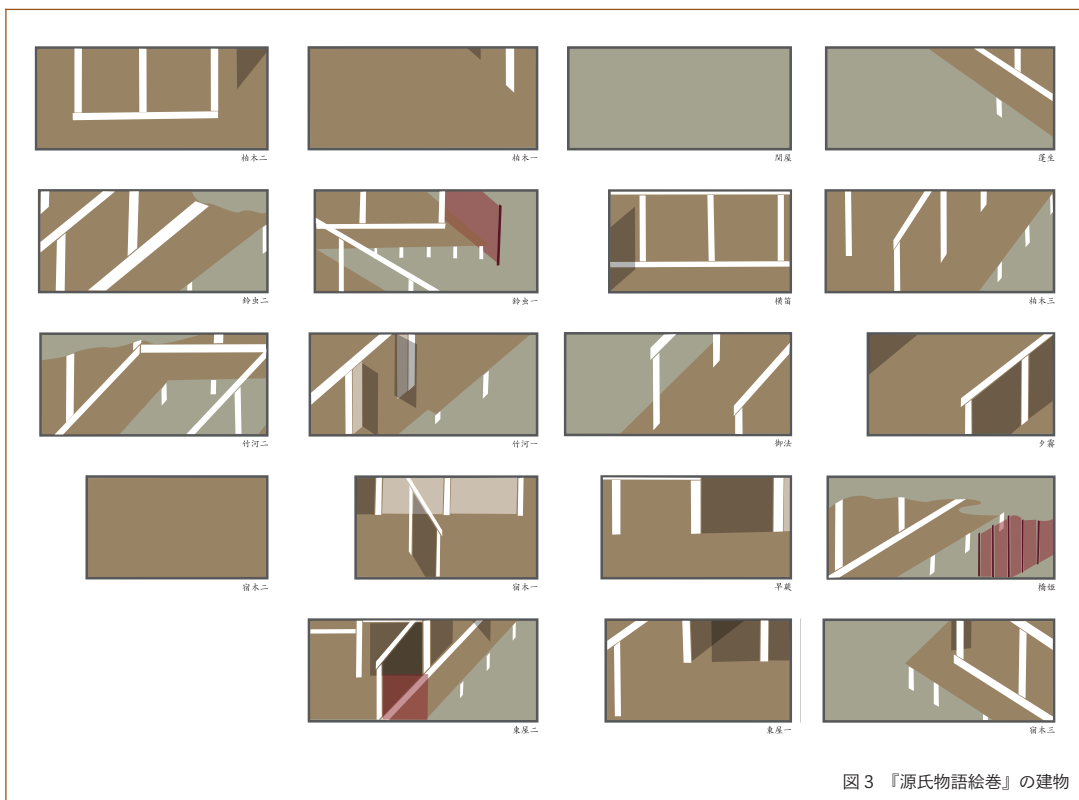 柏木二
柏木一
関屋
蓬生
鈴虫二
鈴虫一
横笛
柏木三
竹河二
竹河一
御法
夕霧
宿木二
宿木一
早蕨
橋姫
東屋二
東屋一
宿木三
図3 『源氏物語絵巻』の建物